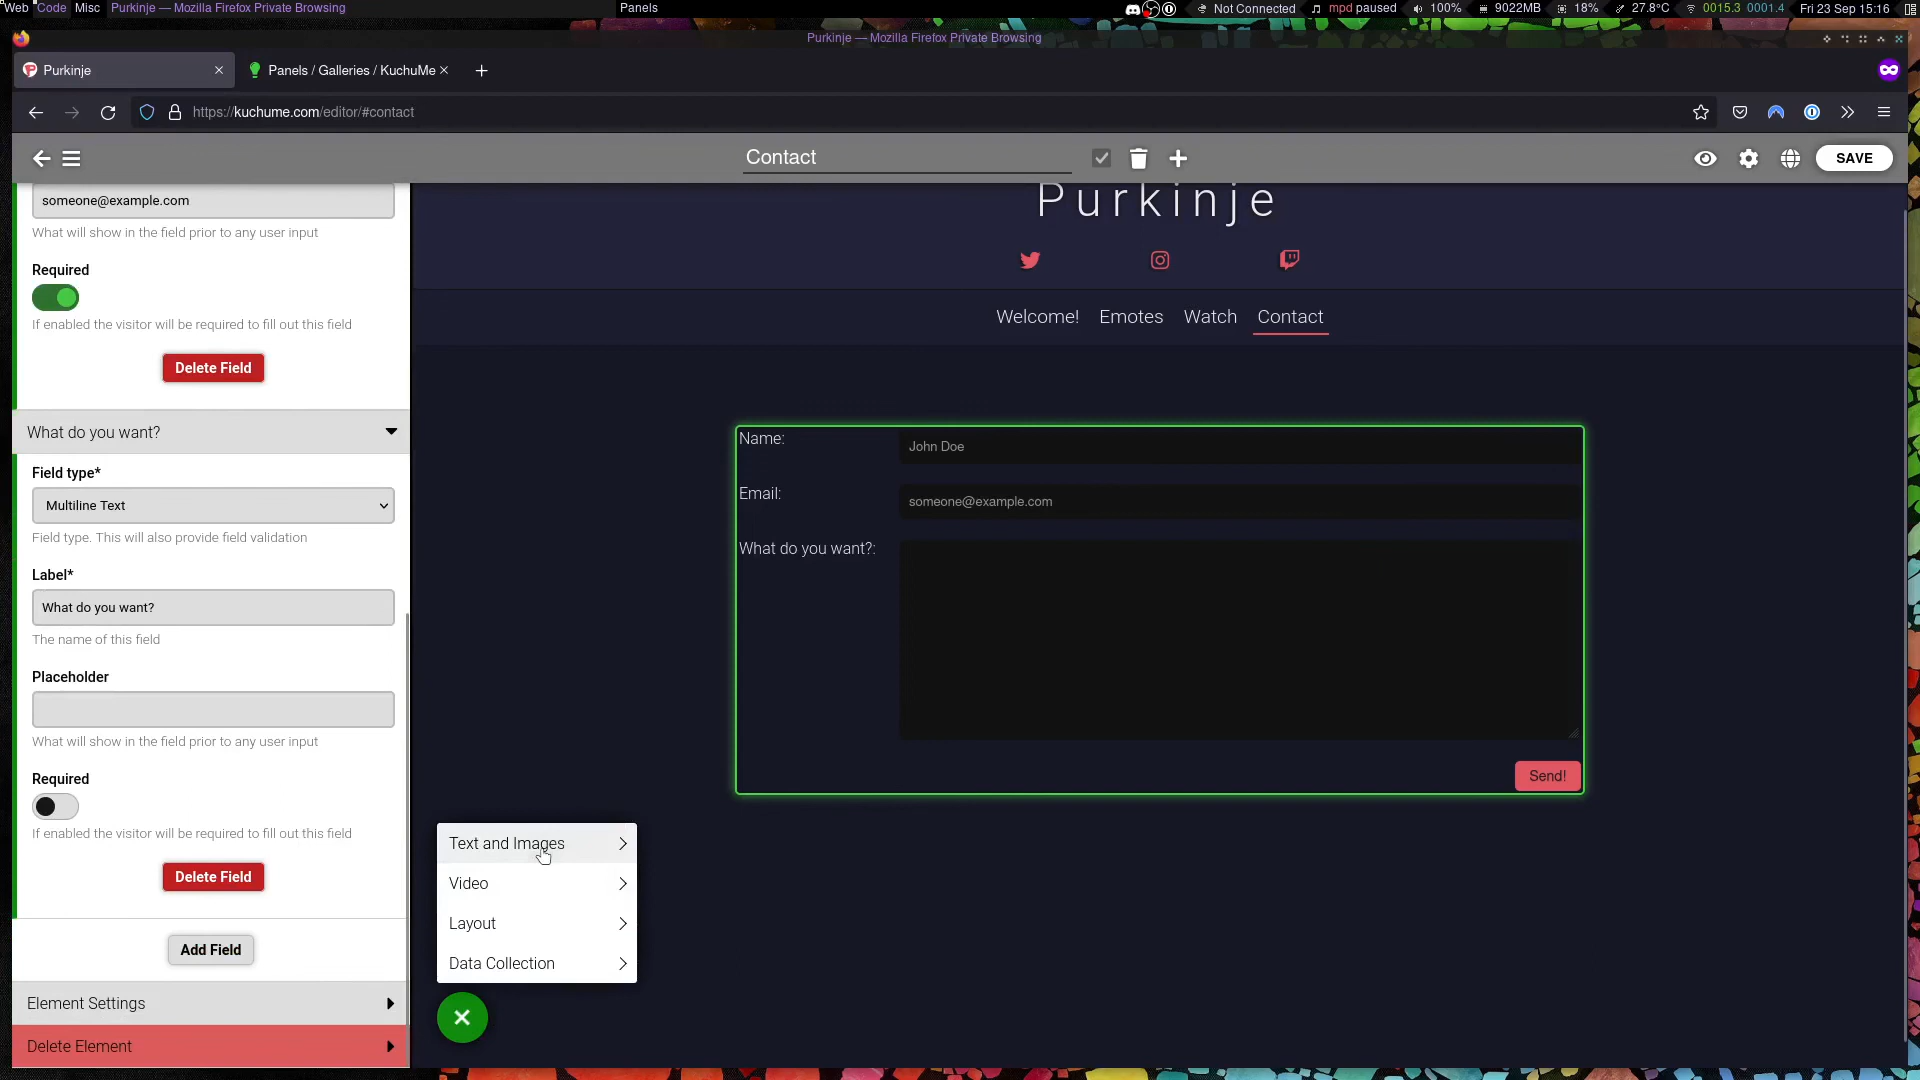 Web Code Misc Purkinje — Mozilla Firefox Private Browsing Panels Not Connected mpd paused 100% 9022MB 18% 27.8°C 0015.3 0001.4 Fri 23 Sep 15:16
Purkinje — Mozilla Firefox Private Browsing
Purkinje Panels / Galleries / KuchuMe
https://kuchume.com/editor/#contact
Contact SAVE
someone@example.com
What will show in the field prior to any user input
Required
If enabled the visitor will be required to fill out this field
Delete Field
What do you want?
Field type*
Multiline Text
Field type. This will also provide field validation
Label*
What do you want?
The name of this field
Placeholder
What will show in the field prior to any user input
Required
If enabled the visitor will be required to fill out this field
Delete Field
Add Field
Element Settings
Delete Element
Purkinje
Welcome! Emotes Watch Contact
Name: John Doe
Email: someone@example.com
What do you want?:
Send!
Text and Images
Video
Layout
Data Collection